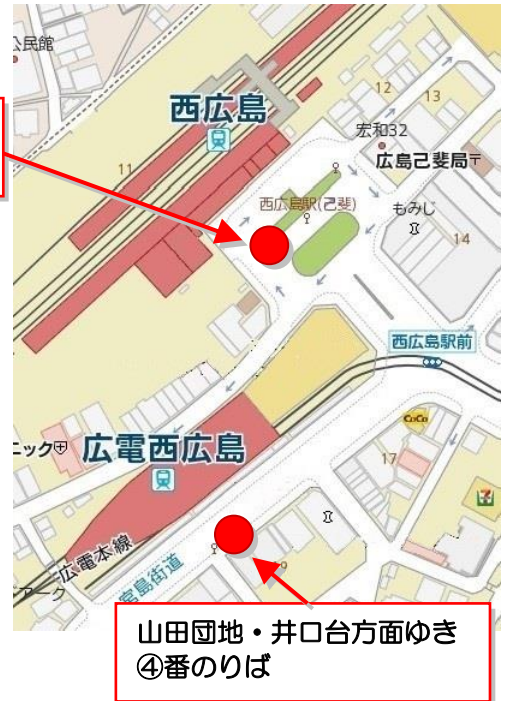 公民館
西広島
12
13
宏和32
広島己斐局〒
11
西広島駅(己斐)
もみじ
14
西広島駅前
CoCo
ニック
広電西広島
17
7
広電本線
宮島街道
アーク
9
山田団地・井口台方面ゆき
④番のりば